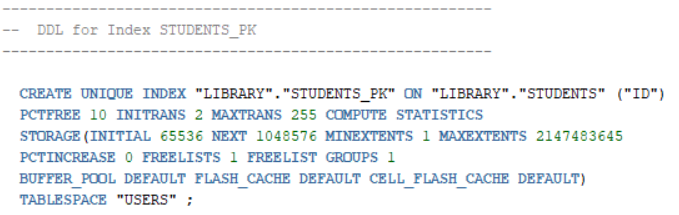 --------------------------------------------------------
--  DDL for Index STUDENTS_PK
--------------------------------------------------------
CREATE UNIQUE INDEX "LIBRARY"."STUDENTS_PK" ON "LIBRARY"."STUDENTS" ("ID")
PCTFREE 10 INITRANS 2 MAXTRANS 255 COMPUTE STATISTICS
STORAGE(INITIAL 65536 NEXT 1048576 MINEXTENTS 1 MAXEXTENTS 2147483645
PCTINCREASE 0 FREELISTS 1 FREELIST GROUPS 1
BUFFER_POOL DEFAULT FLASH_CACHE DEFAULT CELL_FLASH_CACHE DEFAULT)
TABLESPACE "USERS" ;